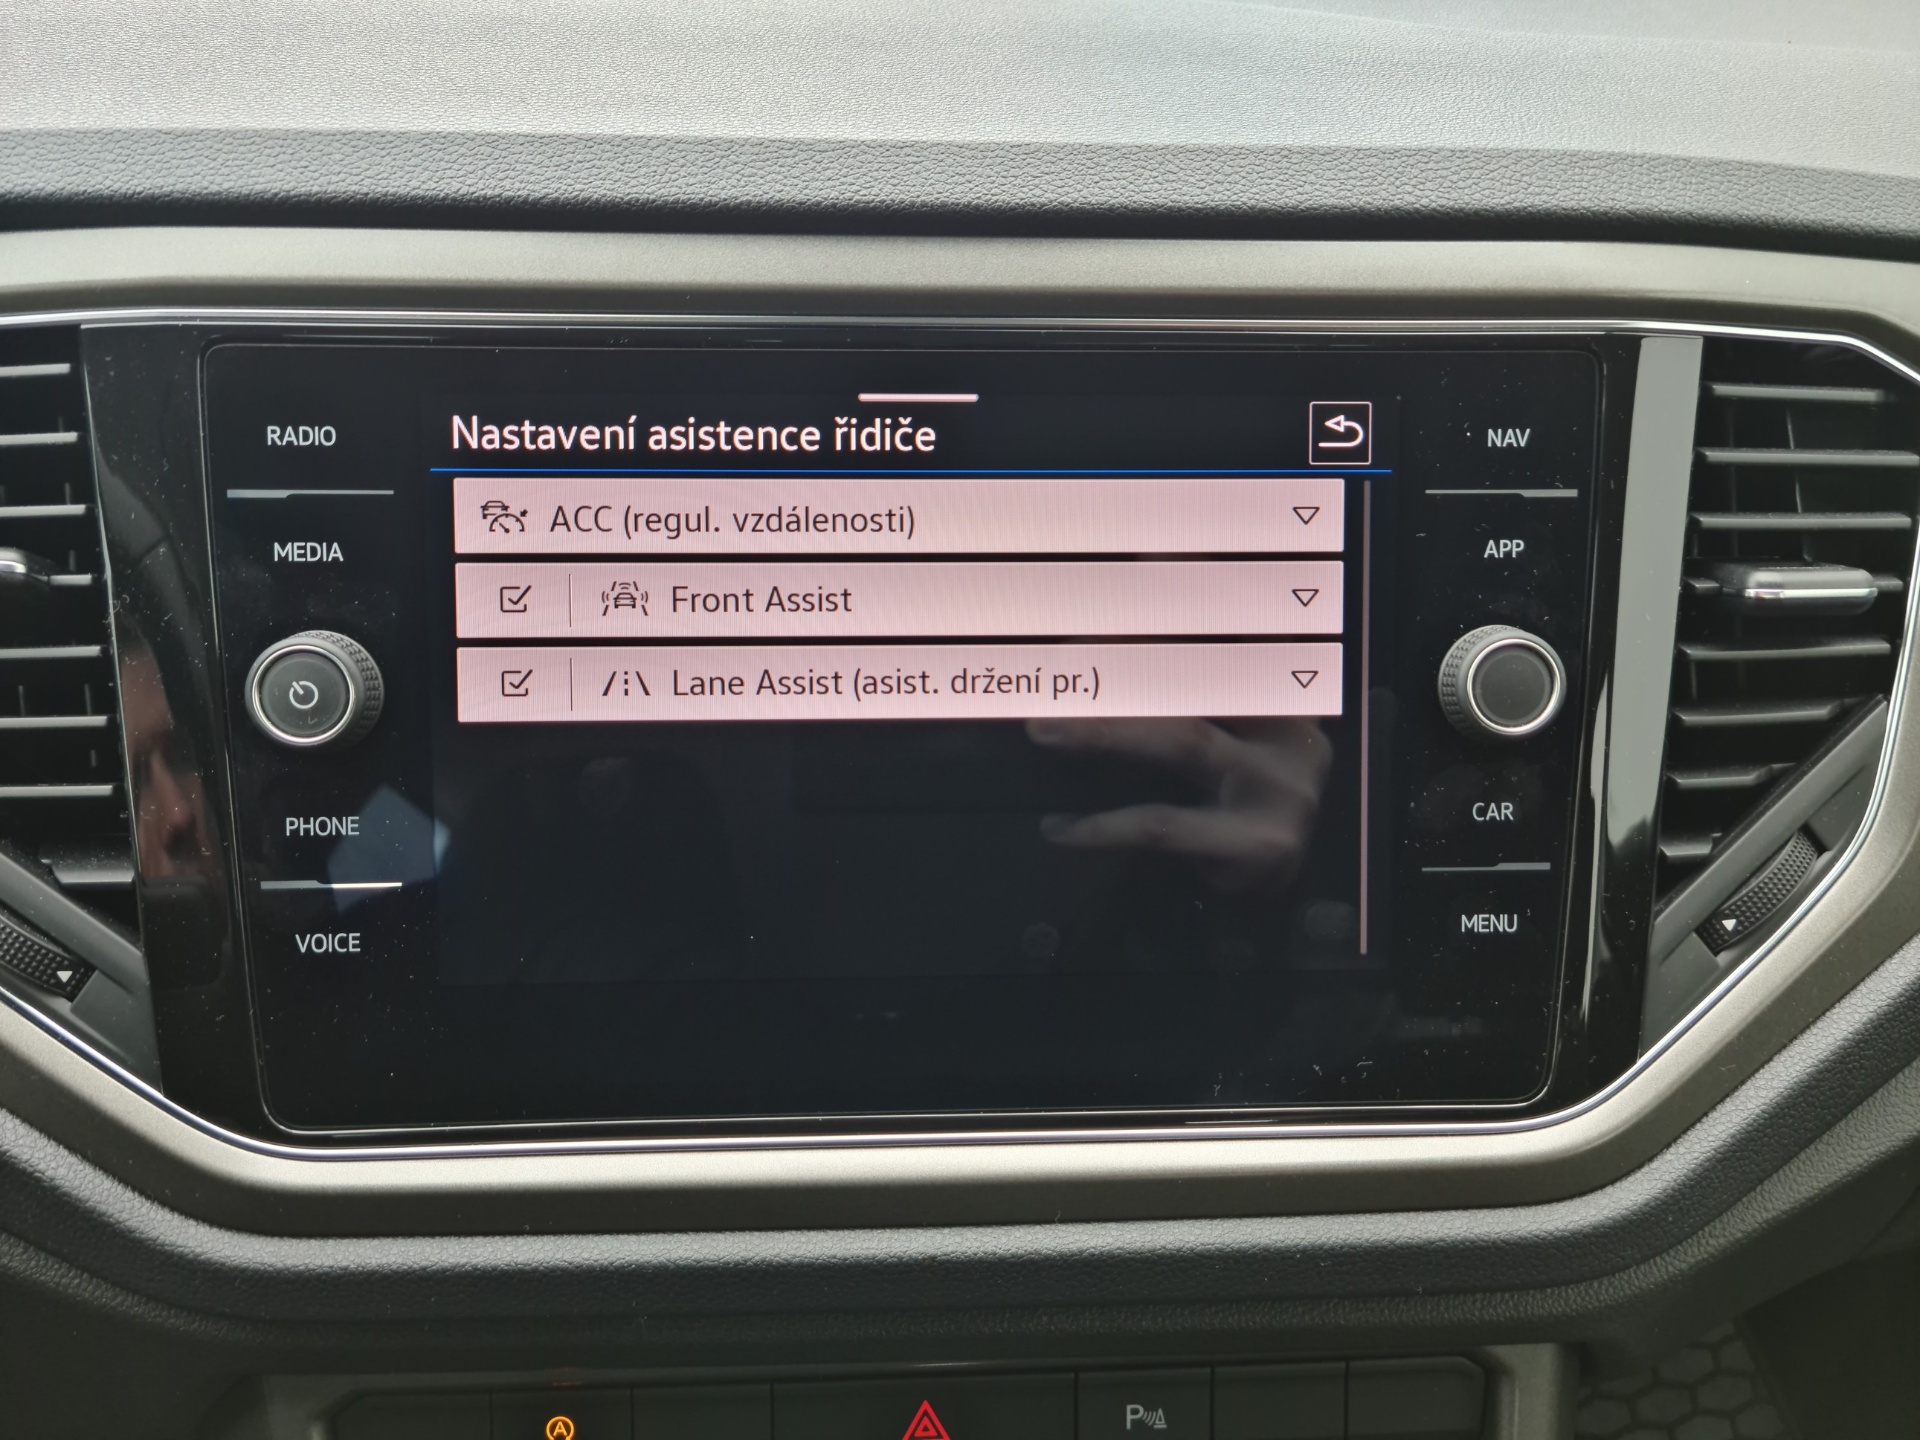 Nastavení asistence řidiče
ACC (regul. vzdálenosti)
Front Assist
Lane Assist (asist. držení pr.)
RADIO
MEDIA
PHONE
VOICE
NAV
APP
CAR
MENU
A
P